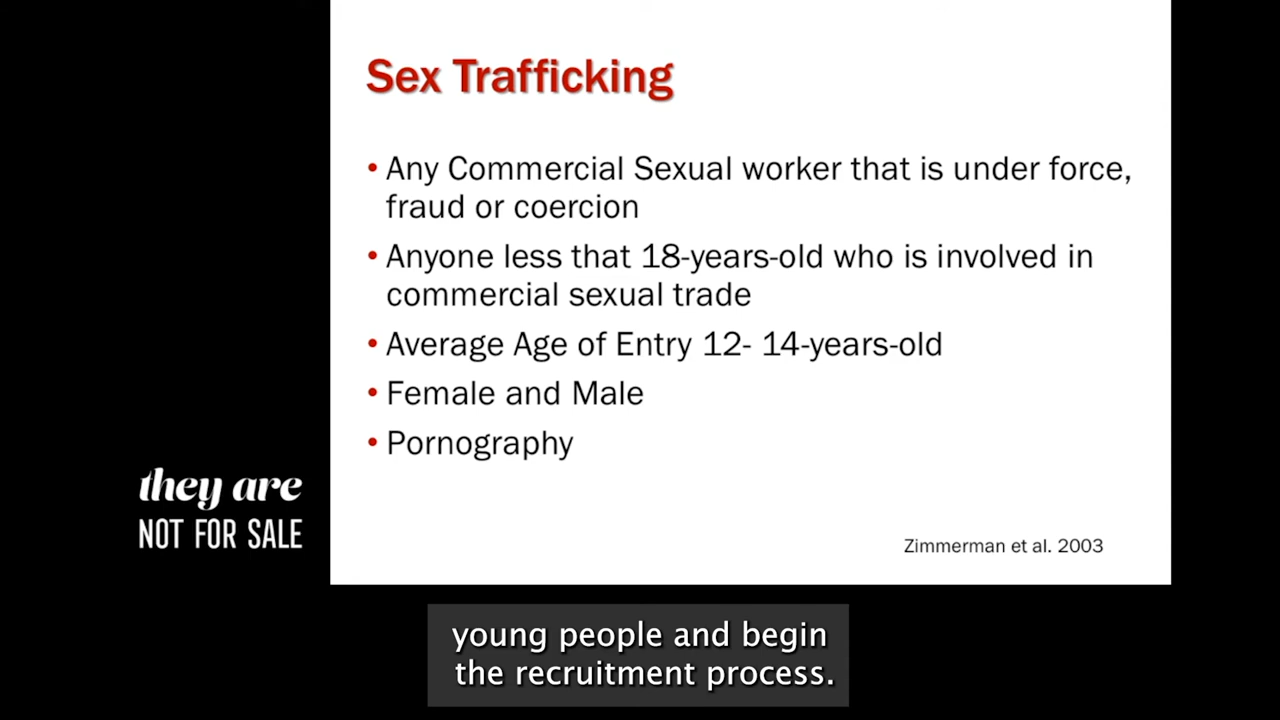 Sex Trafficking
• Any Commercial Sexual worker that is under force,
fraud or coercion
• Anyone less that 18-years-old who is involved in
commercial sexual trade
• Average Age of Entry 12- 14-years-old
• Female and Male
• Pornography
Zimmerman et al. 2003
they are
NOT FOR SALE
young people and begin
the recruitment process.